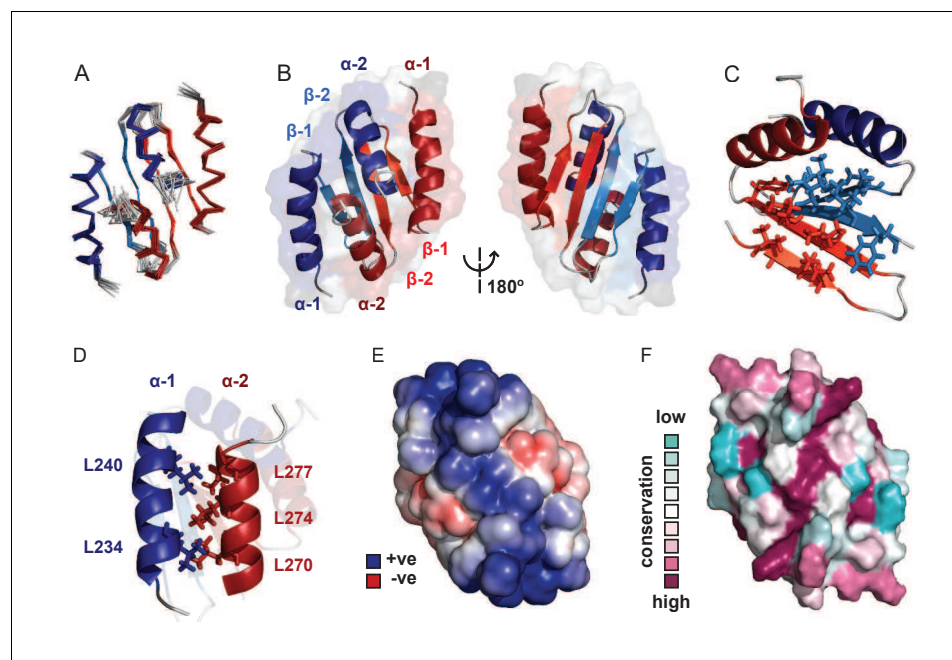 A
B
α-2
α-1
β-2
β-1
β-1
β-2
α-1
α-2
180º
C
D
α-1
α-2
L240
L277
L274
L234
L270
E
+ve
-ve
F
low
conservation
high